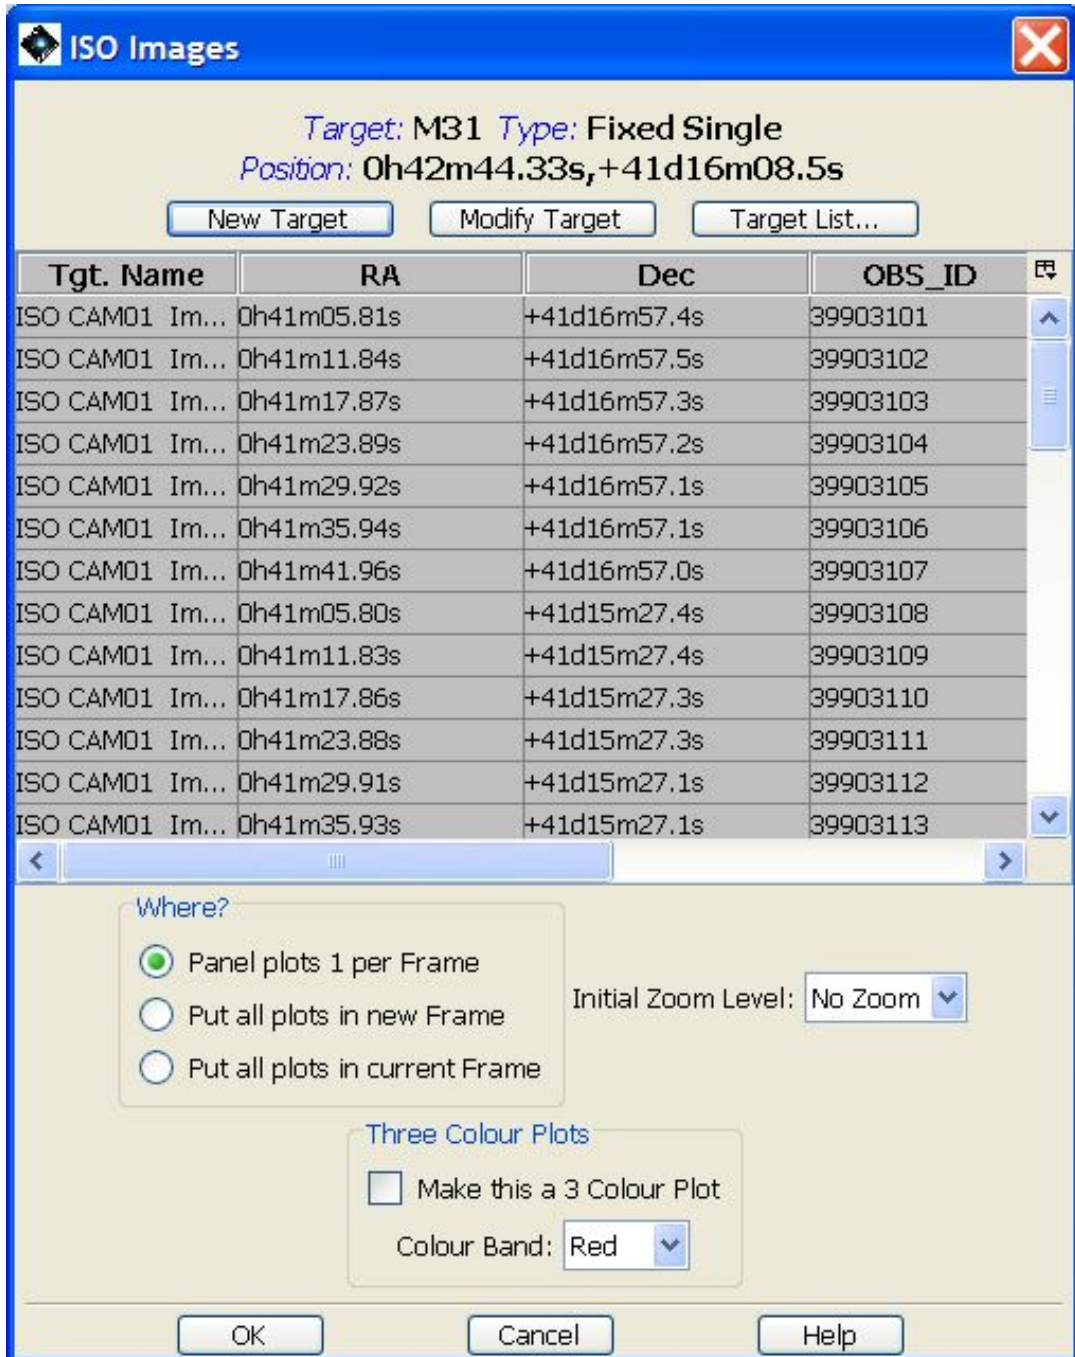 ISO Images
Target: M31 Type: Fixed Single
Position: 0h42m44.33s,+41d16m08.5s
New Target Modify Target Target List...
Tgt. Name RA Dec OBS_ID
ISO CAM01 Im... 0h41m05.81s +41d16m57.4s 39903101
ISO CAM01 Im... 0h41m11.84s +41d16m57.5s 39903102
ISO CAM01 Im... 0h41m17.87s +41d16m57.3s 39903103
ISO CAM01 Im... 0h41m23.89s +41d16m57.2s 39903104
ISO CAM01 Im... 0h41m29.92s +41d16m57.1s 39903105
ISO CAM01 Im... 0h41m35.94s +41d16m57.1s 39903106
ISO CAM01 Im... 0h41m41.96s +41d16m57.0s 39903107
ISO CAM01 Im... 0h41m05.80s +41d15m27.4s 39903108
ISO CAM01 Im... 0h41m11.83s +41d15m27.4s 39903109
ISO CAM01 Im... 0h41m17.86s +41d15m27.3s 39903110
ISO CAM01 Im... 0h41m23.88s +41d15m27.3s 39903111
ISO CAM01 Im... 0h41m29.91s +41d15m27.1s 39903112
ISO CAM01 Im... 0h41m35.93s +41d15m27.1s 39903113
Where?
Panel plots 1 per Frame
Put all plots in new Frame
Put all plots in current Frame
Initial Zoom Level: No Zoom
Three Colour Plots
Make this a 3 Colour Plot
Colour Band: Red
OK Cancel Help